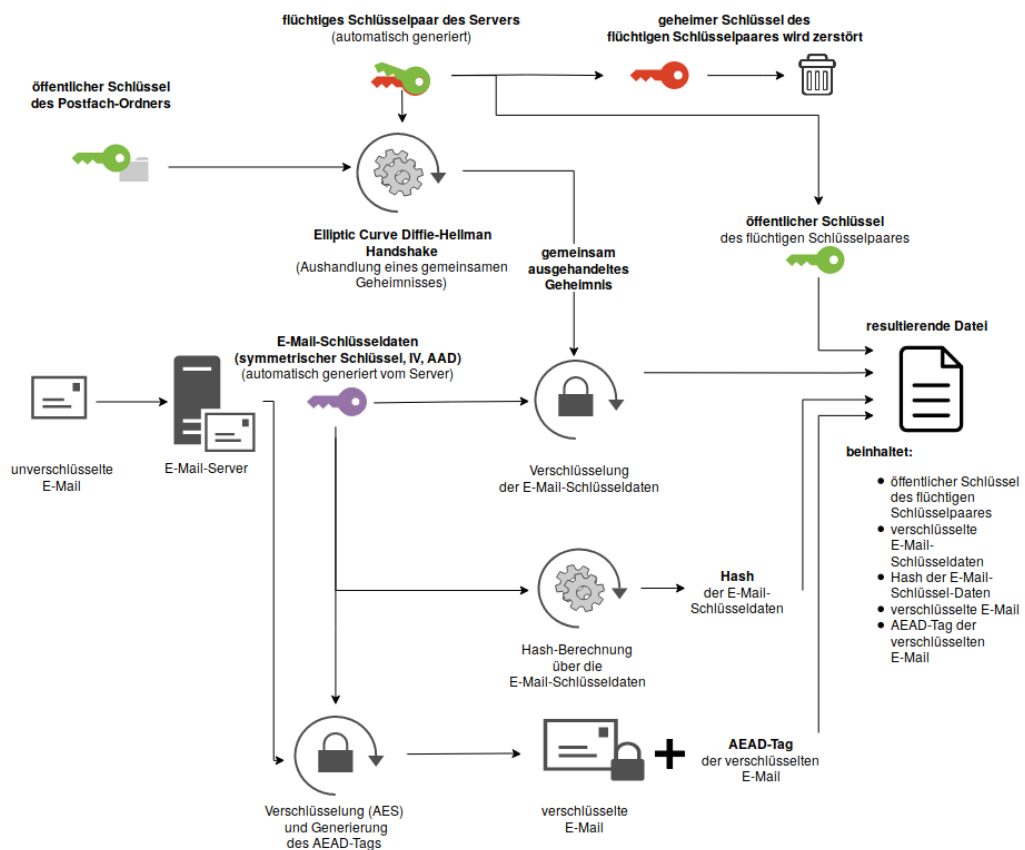 flüchtiges Schlüsselpaar des Servers
(automatisch generiert)
geheimer Schlüssel des
flüchtigen Schlüsselpaares wird zerstört
öffentlicher Schlüssel
des Postfach-Ordners
Elliptic Curve Diffie-Hellman
Handshake
(Aushandlung eines gemeinsamen
Geheimnisses)
gemeinsam
ausgehandeltes
Geheimnis
öffentlicher Schlüssel
des flüchtigen Schlüsselpaares
E-Mail-Schlüsseldaten
(symmetrischer Schlüssel, IV, AAD)
(automatisch generiert vom Server)
resultierende Datei
unverschlüsselte
E-Mail
E-Mail-Server
Verschlüsselung
der E-Mail-Schlüsseldaten
beinhaltet:
• öffentlicher Schlüssel
des flüchtigen
Schlüsselpaares
• verschlüsselte
E-Mail-
Schlüsseldaten
• Hash der E-Mail-
Schlüssel-Daten
• verschlüsselte E-Mail
• AEAD-Tag der
verschlüsselten
E-Mail
Hash
der E-Mail-
Schlüsseldaten
Hash-Berechnung
über die
E-Mail-Schlüsseldaten
AEAD-Tag
der verschlüsselten
E-Mail
Verschlüsselung (AES)
und Generierung
des AEAD-Tags
verschlüsselte
E-Mail